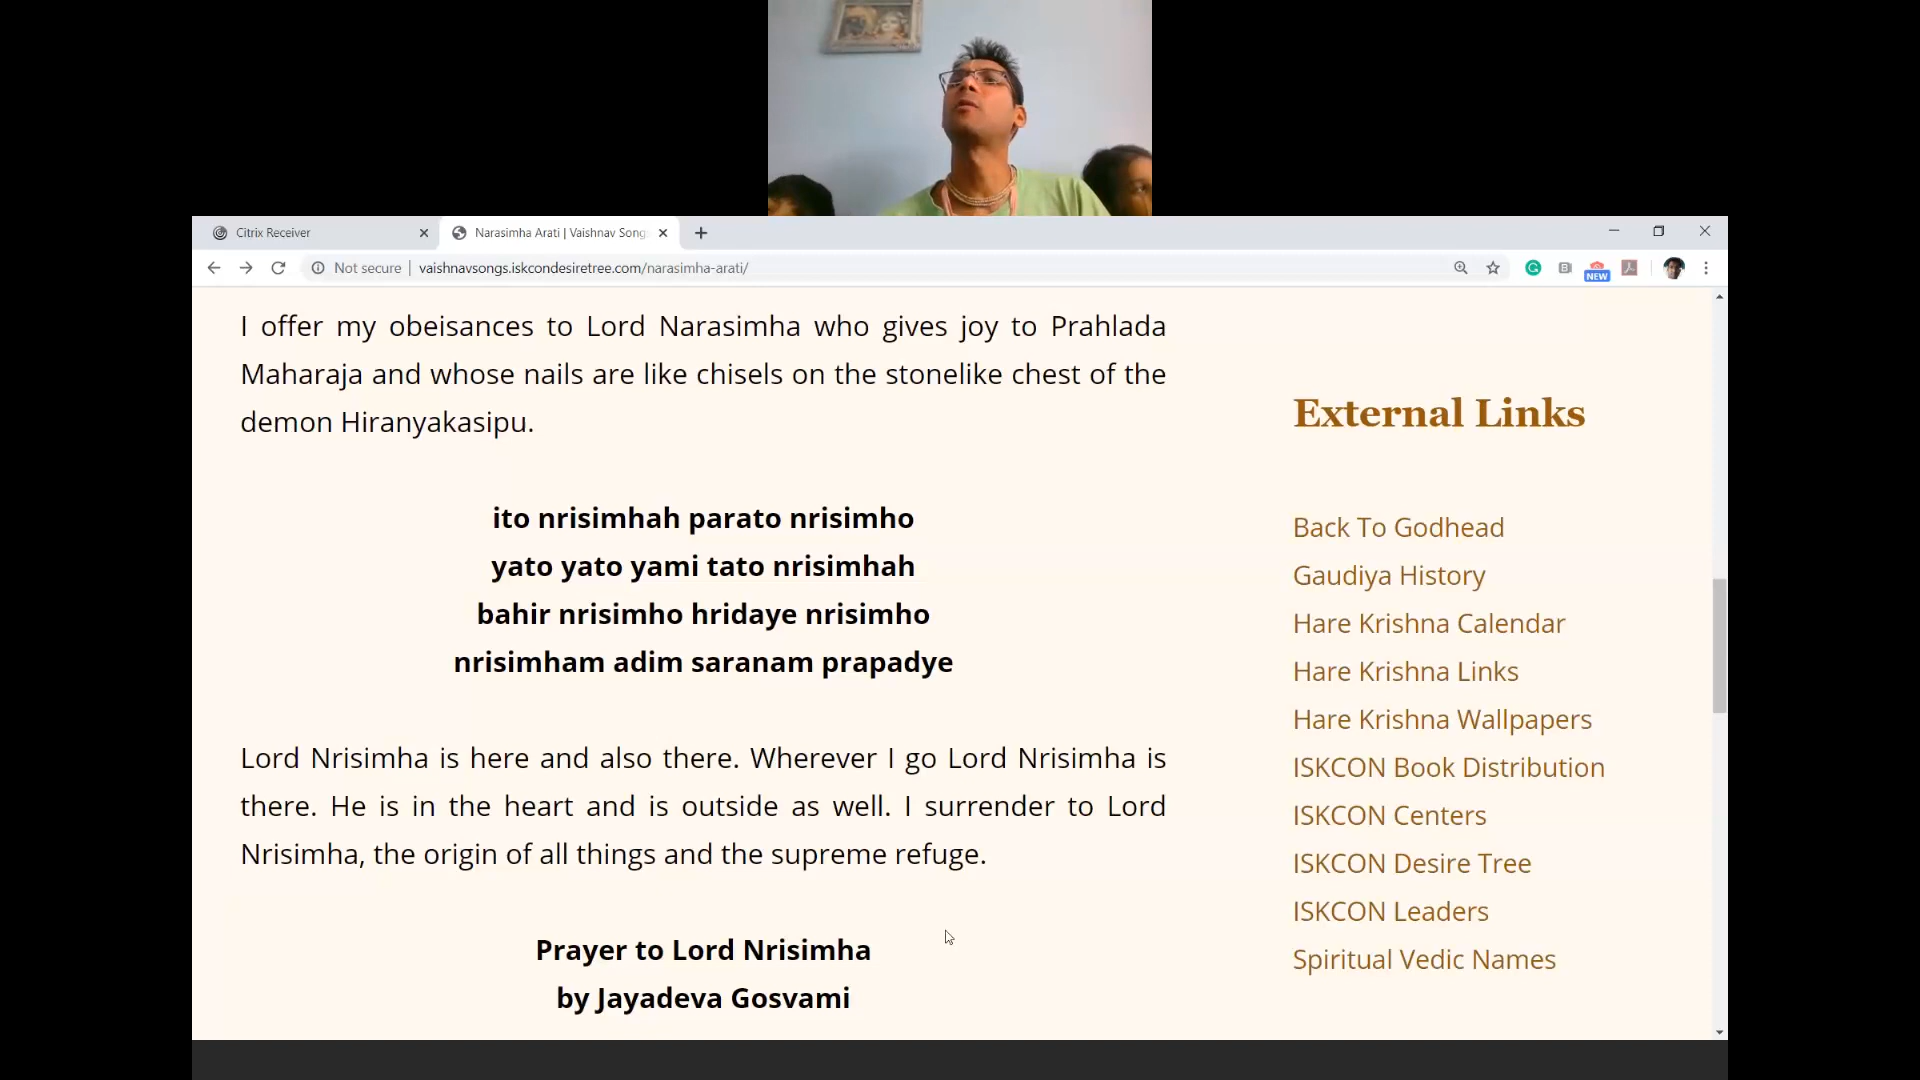 Citrix Receiver
Narasimha Arati | Vaishnav Song
Not secure | vaishnavsongs.iskcondesiretree.com/narasimha-arati/
NEW
I offer my obeisances to Lord Narasimha who gives joy to Prahlada
Maharaja and whose nails are like chisels on the stonelike chest of the
demon Hiranyakasipu.
ito nrisimhah parato nrisimho
yato yato yami tato nrisimhah
bahir nrisimho hridaye nrisimho
nrisimham adim saranam prapadye
Lord Nrisimha is here and also there. Wherever I go Lord Nrisimha is
there. He is in the heart and is outside as well. I surrender to Lord
Nrisimha, the origin of all things and the supreme refuge.
Prayer to Lord Nrisimha
by Jayadeva Gosvami
External Links
Back To Godhead
Gaudiya History
Hare Krishna Calendar
Hare Krishna Links
Hare Krishna Wallpapers
ISKCON Book Distribution
ISKCON Centers
ISKCON Desire Tree
ISKCON Leaders
Spiritual Vedic Names